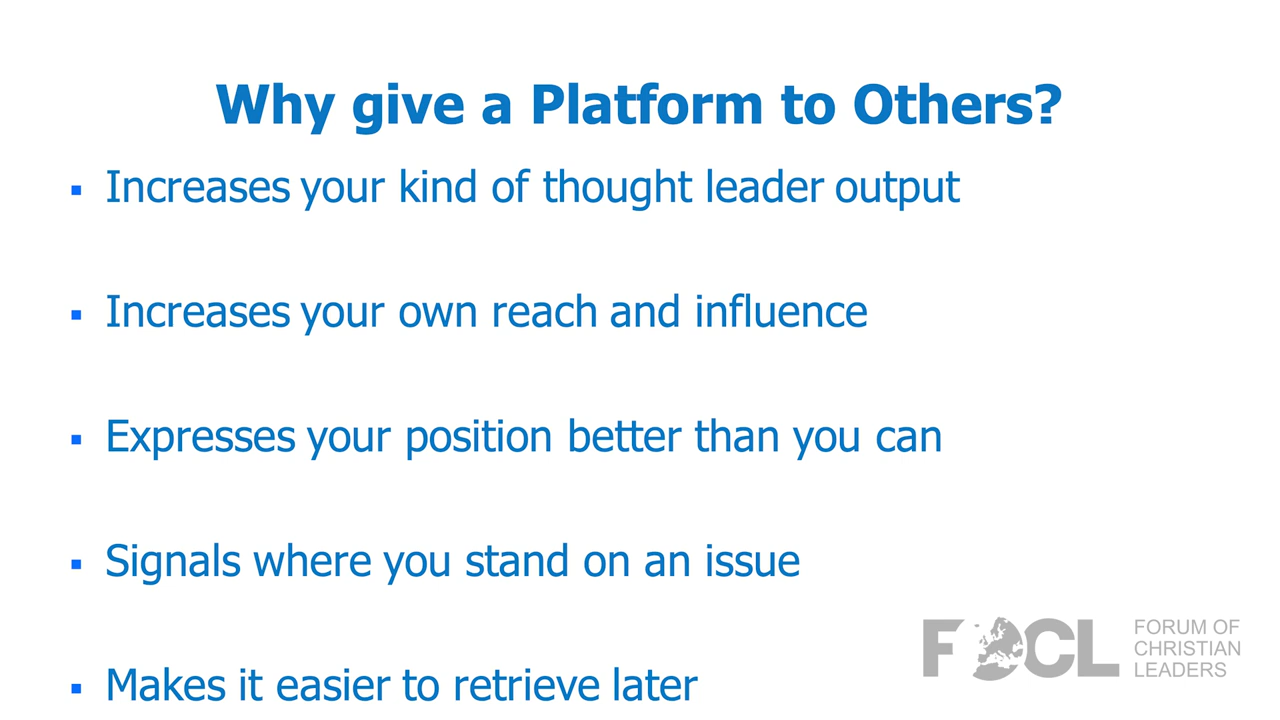 Why give a Platform to Others?
▪ Increases your kind of thought leader output
▪ Increases your own reach and influence
▪ Expresses your position better than you can
▪ Signals where you stand on an issue
▪ Makes it easier to retrieve later
FOCL
FORUM OF
CHRISTIAN
LEADERS